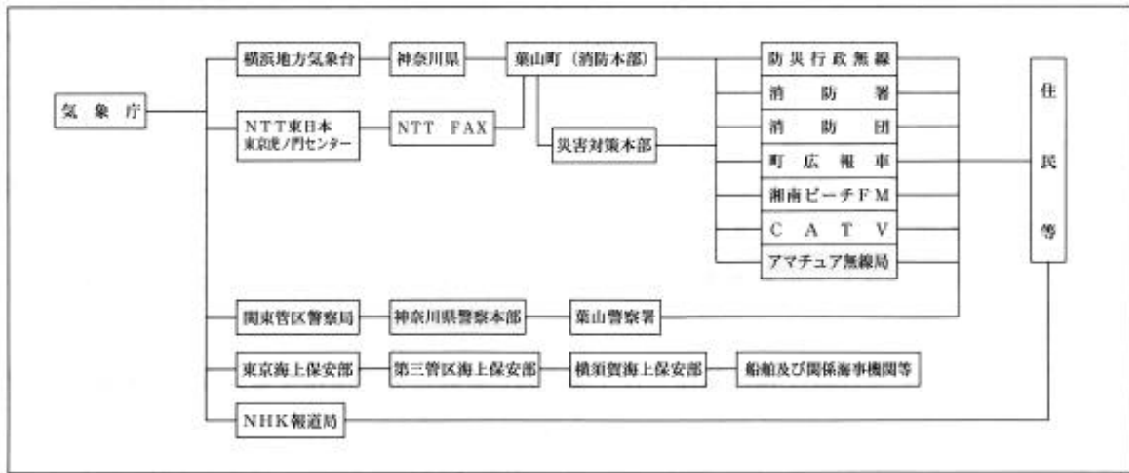 気象庁
横浜地方気象台
神奈川県
葉山町（消防本部）
NTT東日本
東京虎ノ門センター
NTT FAX
災害対策本部
防災行政無線
消防署
消防団
町広報車
湘南ビーチFM
CATV
アマチュア無線局
住民等
関東管区警察局
神奈川県警察本部
葉山警察署
東京海上保安部
第三管区海上保安部
横須賀海上保安部
船舶及び関係海事機関等
NHK報道局